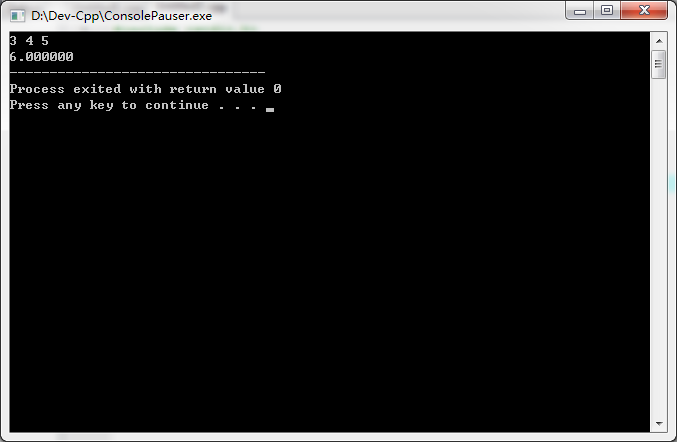 D:\Dev-Cpp\ConsolePauser.exe
3 4 5
6.000000
--------------------------------
Process exited with return value 0
Press any key to continue . . .